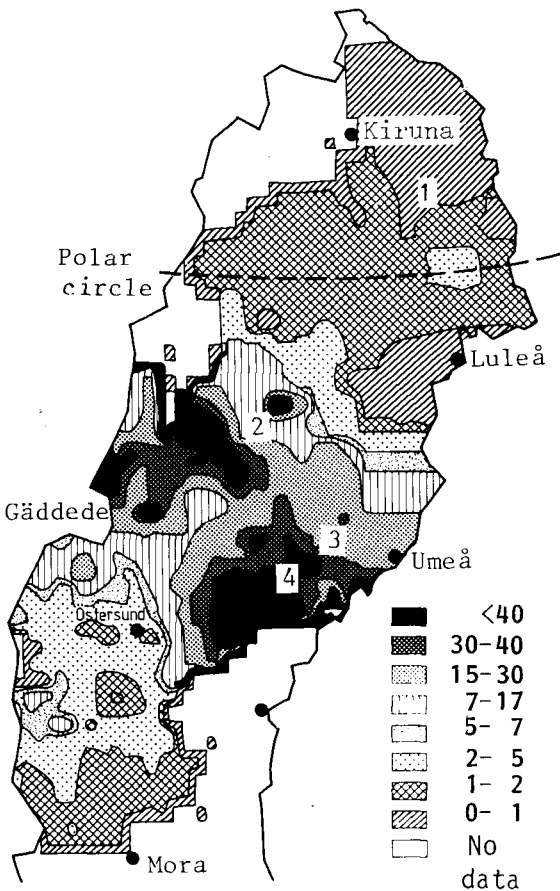 Kiruna
1
Polar
circle
Luleå
2
Gäddede
3
Umeå
4
Östersund
<40
30-40
15-30
7-17
5- 7
2- 5
1- 2
0- 1
No
data
Mora